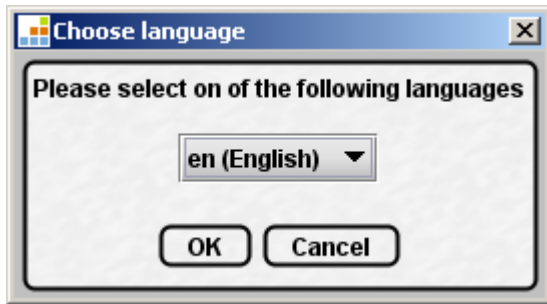 Choose language
Please select on of the following languages
en (English)
OK Cancel